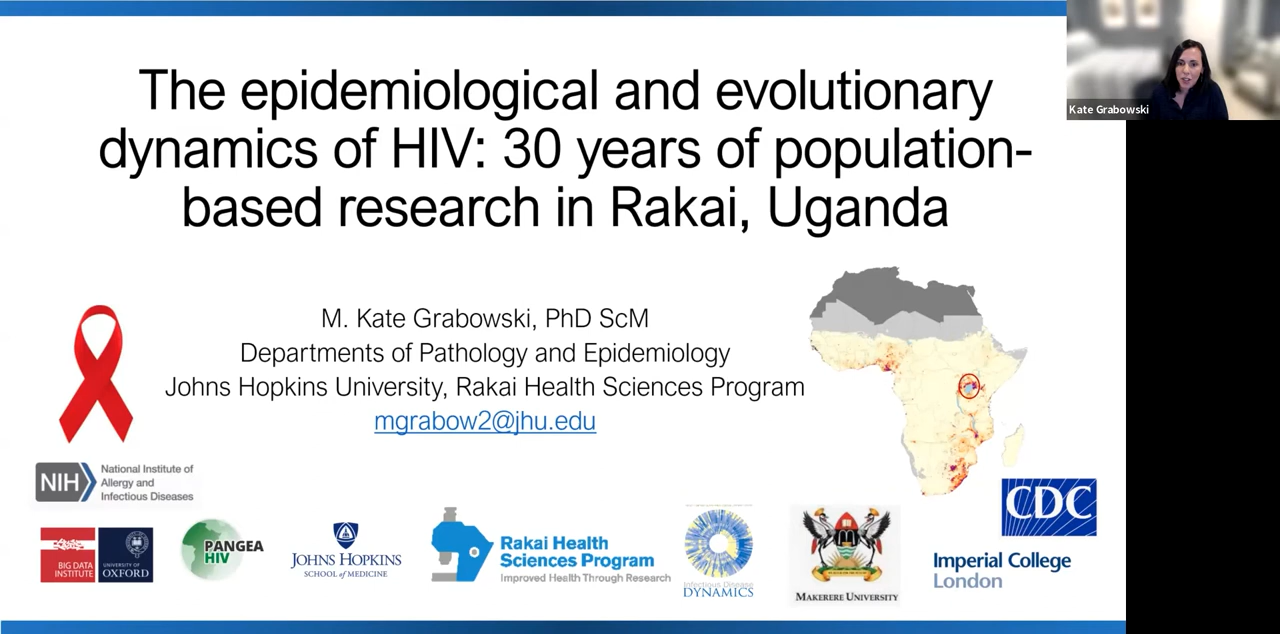 The epidemiological and evolutionary
dynamics of HIV: 30 years of population-
based research in Rakai, Uganda
Kate Grabowski
M. Kate Grabowski, PhD ScM
Departments of Pathology and Epidemiology
Johns Hopkins University, Rakai Health Sciences Program
mgrabow2@jhu.edu
NIH
National Institute of
Allergy and
Infectious Diseases
CDC
BIG DATA
INSTITUTE
UNIVERSITY OF
OXFORD
PANGEA
HIV
JOHNS HOPKINS
SCHOOL of MEDICINE
Rakai Health
Sciences Program
Improved Health Through Research
Infectious Disease
DYNAMICS
MAKERERE UNIVERSITY
Imperial College
London